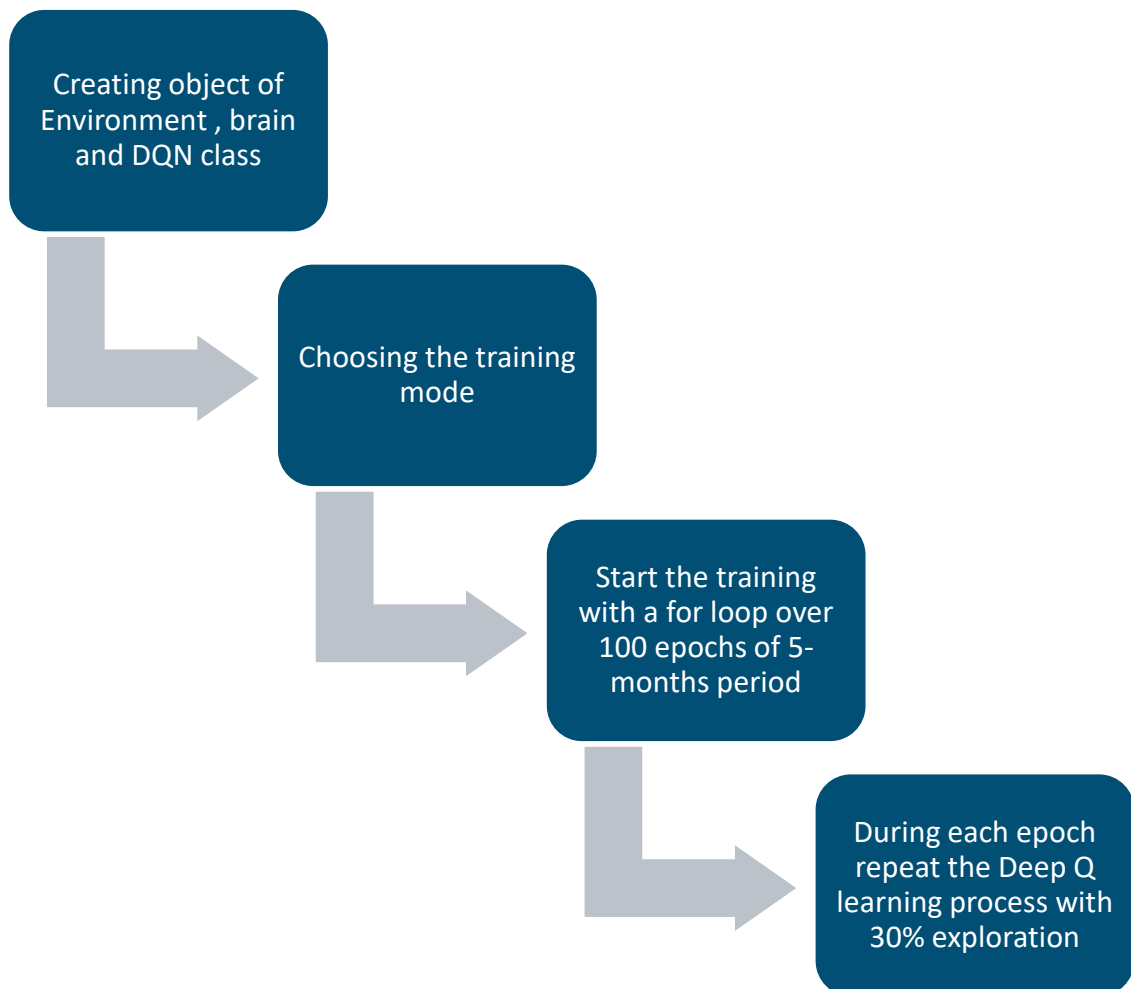 Creating object of
Environment , brain
and DQN class
Choosing the training
mode
Start the training
with a for loop over
100 epochs of 5-
months period
During each epoch
repeat the Deep Q
learning process with
30% exploration